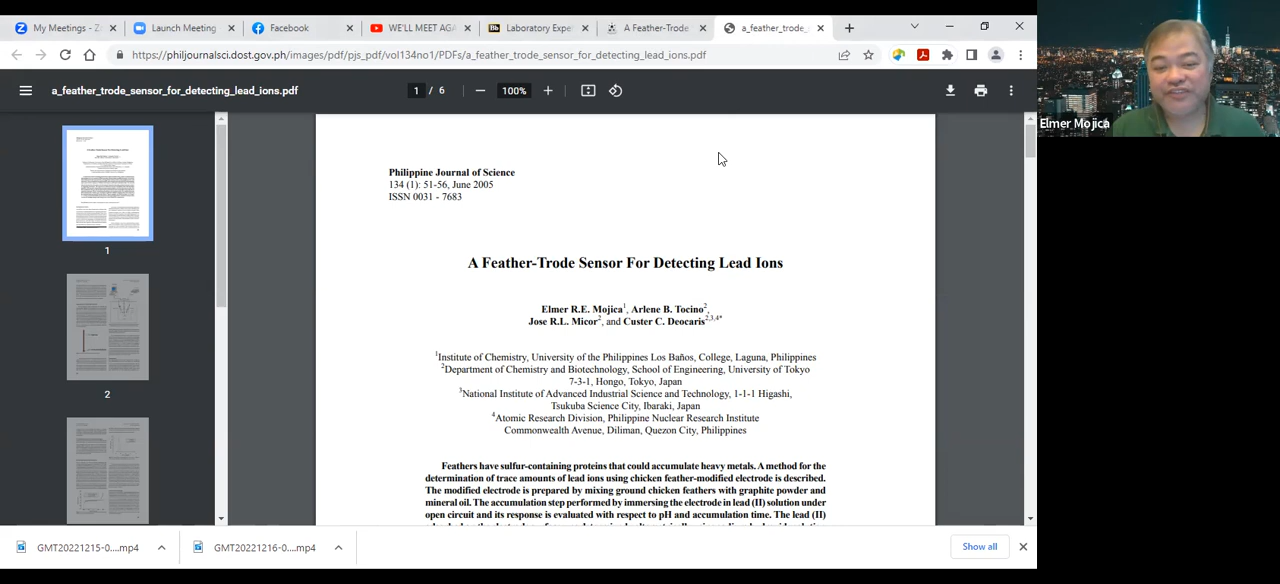 My Meetings - Z
Launch Meeting
Facebook
WE'LL MEET AGA
Laboratory Expe
A Feather-Trode
a_feather_trode_
https://philjournalsci.dost.gov.ph/images/pdf/pjs_pdf/vol134no1/PDFs/a_feather_trode_sensor_for_detecting_lead_ions.pdf
a_feather_trode_sensor_for_detecting_lead_ions.pdf
1 / 6
100%
Elmer Mojica
1
2
Philippine Journal of Science
134 (1): 51-56, June 2005
ISSN 0031 - 7683
A Feather-Trode Sensor For Detecting Lead Ions
Elmer R.E. Mojica1, Arlene B. Tocino2,
Jose R.L. Micor2, and Custer C. Deocaris2,3,4*
1Institute of Chemistry, University of the Philippines Los Baños, College, Laguna, Philippines
2Department of Chemistry and Biotechnology, School of Engineering, University of Tokyo
7-3-1, Hongo, Tokyo, Japan
3National Institute of Advanced Industrial Science and Technology, 1-1-1 Higashi,
Tsukuba Science City, Ibaraki, Japan
4Atomic Research Division, Philippine Nuclear Research Institute
Commonwealth Avenue, Diliman, Quezon City, Philippines
Feathers have sulfur-containing proteins that could accumulate heavy metals. A method for the
determination of trace amounts of lead ions using chicken feather-modified electrode is described.
The modified electrode is prepared by mixing ground chicken feathers with graphite powder and
mineral oil. The accumulation step performed by immersing the electrode in lead (II) solution under
open circuit and its response is evaluated with respect to pH and accumulation time. The lead (II)
GMT20221215-0....mp4
GMT20221216-0....mp4
Show all